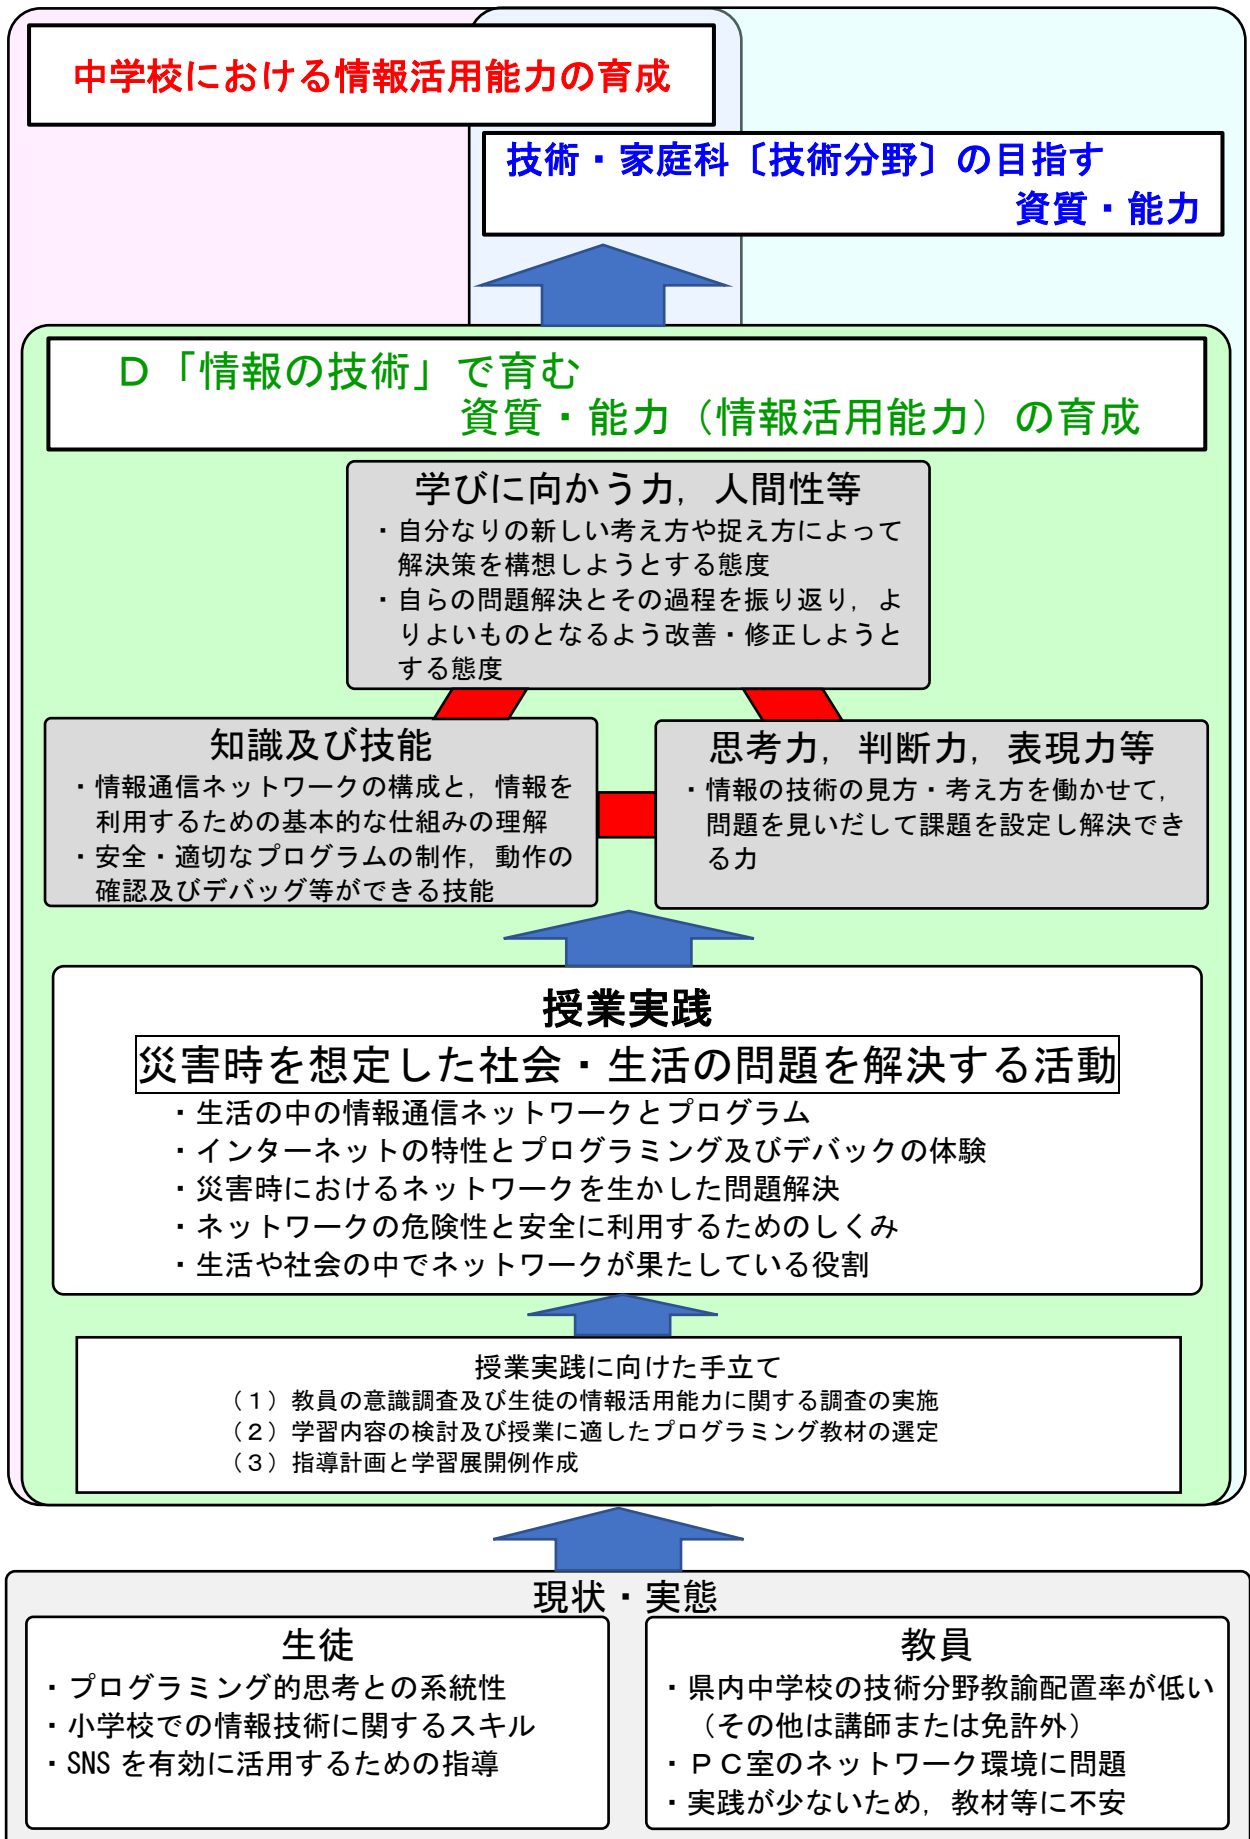 中学校における情報活用能力の育成
技術・家庭科〔技術分野〕の目指す
資質・能力
Ｄ「情報の技術」で育む
資質・能力（情報活用能力）の育成
学びに向かう力，人間性等
・自分なりの新しい考え方や捉え方によって
解決策を構想しようとする態度
・自らの問題解決とその過程を振り返り，よ
りよいものとなるよう改善・修正しようと
する態度
知識及び技能
・情報通信ネットワークの構成と，情報を
利用するための基本的な仕組みの理解
・安全・適切なプログラムの制作，動作の
確認及びデバッグ等ができる技能
思考力，判断力，表現力等
・情報の技術の見方・考え方を働かせて，
問題を見いだして課題を設定し解決でき
る力
授業実践
災害時を想定した社会・生活の問題を解決する活動
・生活の中の情報通信ネットワークとプログラム
・インターネットの特性とプログラミング及びデバックの体験
・災害時におけるネットワークを生かした問題解決
・ネットワークの危険性と安全に利用するためのしくみ
・生活や社会の中でネットワークが果たしている役割
授業実践に向けた手立て
（１）教員の意識調査及び生徒の情報活用能力に関する調査の実施
（２）学習内容の検討及び授業に適したプログラミング教材の選定
（３）指導計画と学習展開例作成
現状・実態
生徒
・プログラミング的思考との系統性
・小学校での情報技術に関するスキル
・SNSを有効に活用するための指導
教員
・県内中学校の技術分野教諭配置率が低い
（その他は講師または免許外）
・ＰＣ室のネットワーク環境に問題
・実践が少ないため，教材等に不安